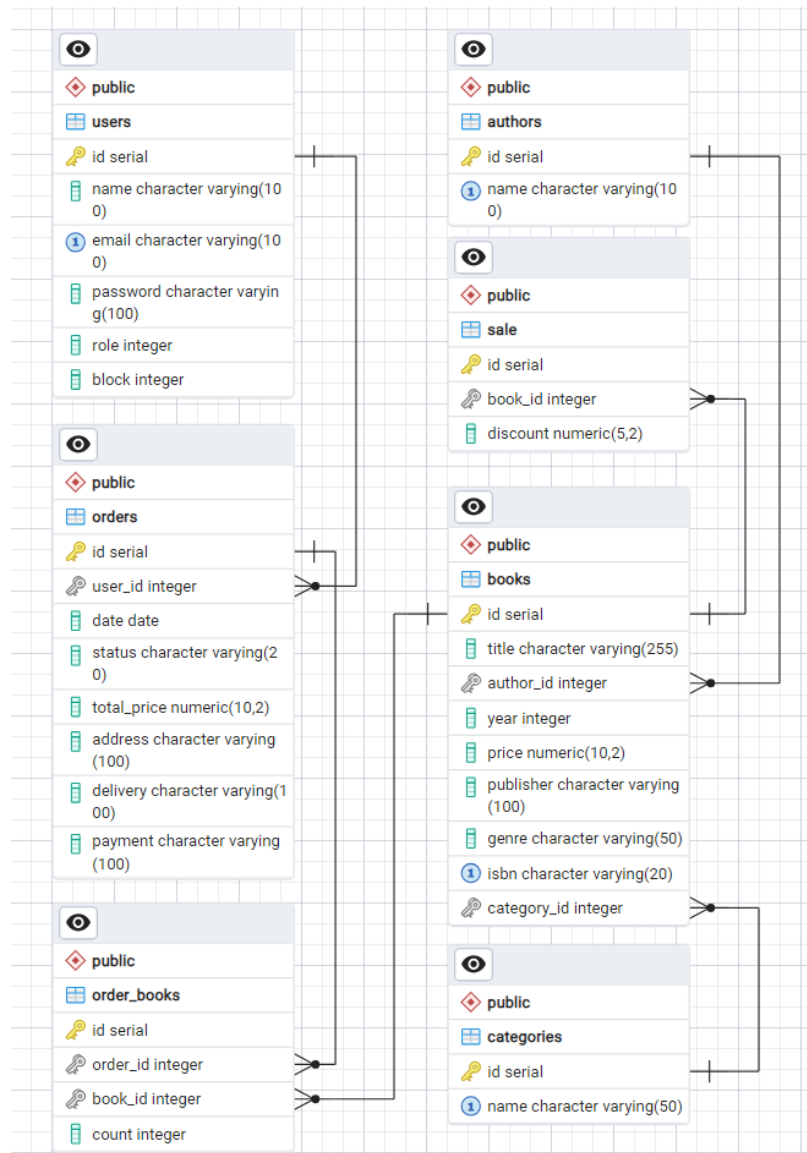 public
users
id serial
name character varying(10
0)
email character varying(10
0)
password character varyin
g(100)
role integer
block integer
public
orders
id serial
user_id integer
date date
status character varying(2
0)
total_price numeric(10,2)
address character varying
(100)
delivery character varying(1
00)
payment character varying
(100)
public
order_books
id serial
order_id integer
book_id integer
count integer
public
authors
id serial
1
name character varying(10
0)
public
sale
id serial
book_id integer
discount numeric(5,2)
public
books
id serial
title character varying(255)
author_id integer
year integer
price numeric(10,2)
publisher character varying
(100)
genre character varying(50)
1
isbn character varying(20)
category_id integer
public
categories
id serial
1
name character varying(50)